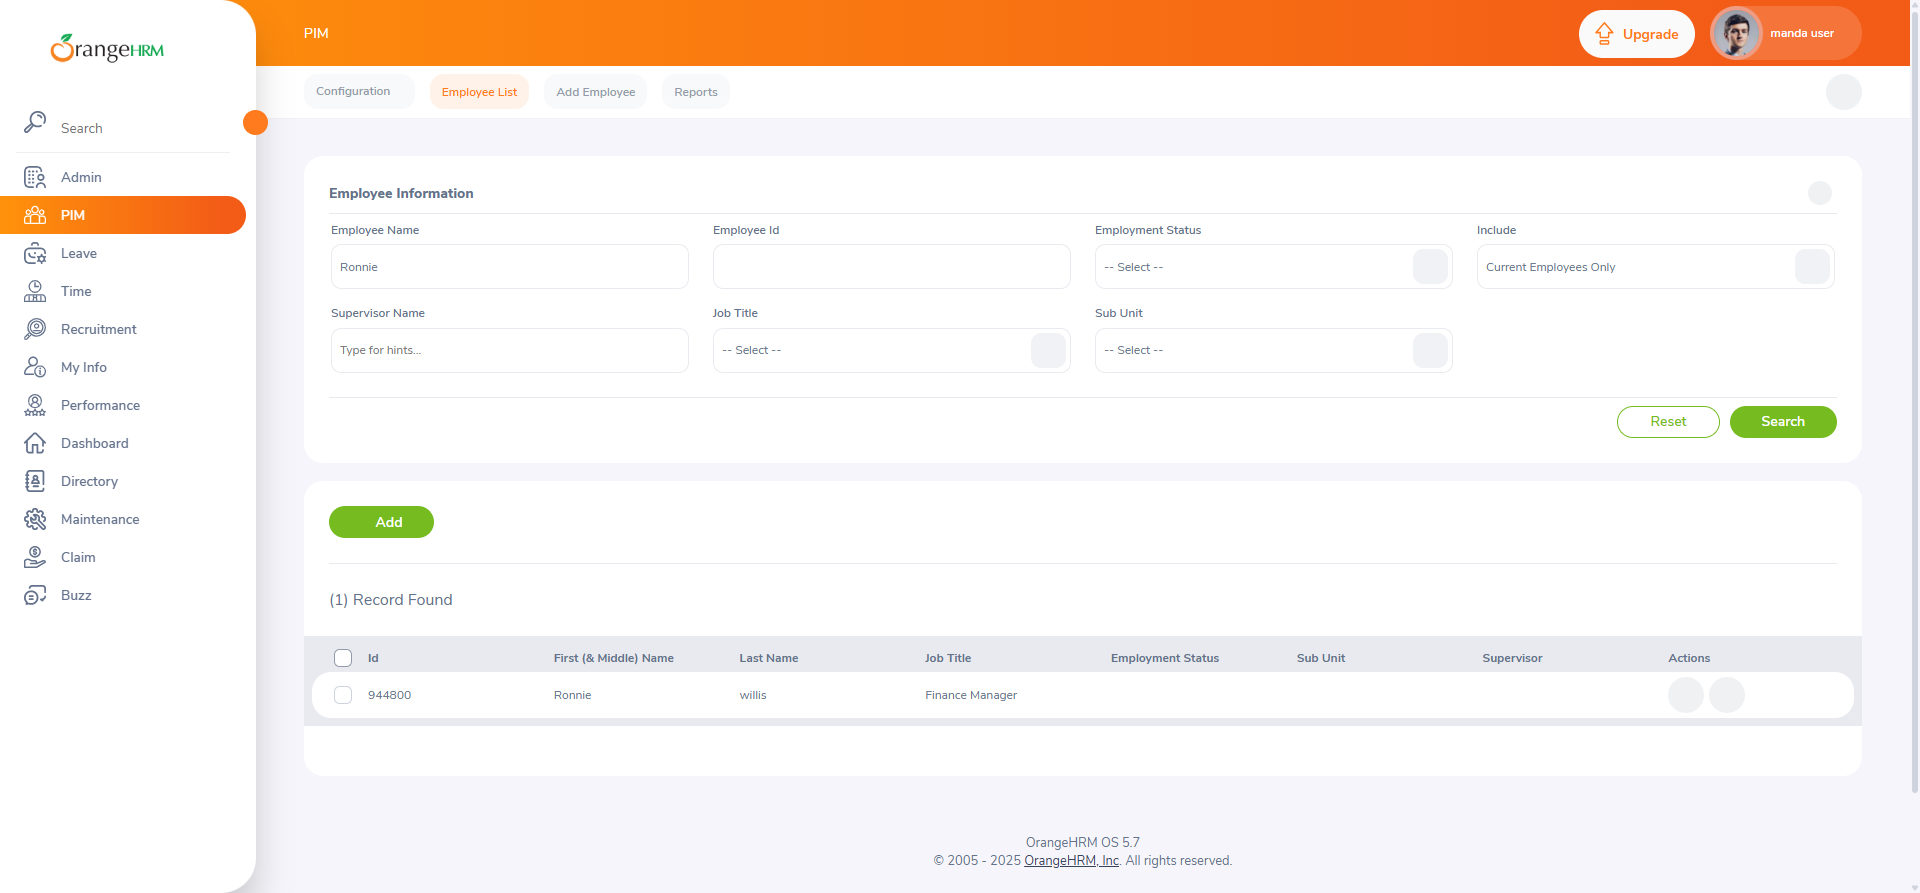 OrangeHRM
PIM
Upgrade
manda user
Configuration
Employee List
Add Employee
Reports
Search
Admin
PIM
Leave
Time
Recruitment
My Info
Performance
Dashboard
Directory
Maintenance
Claim
Buzz
Employee Information
Employee Name
Employee Id
Employment Status
Include
Ronnie
-- Select --
Current Employees Only
Supervisor Name
Job Title
Sub Unit
Type for hints...
-- Select --
-- Select --
Reset
Search
Add
(1) Record Found
Id First (& Middle) Name Last Name Job Title Employment Status Sub Unit Supervisor Actions
944800 Ronnie willis Finance Manager
OrangeHRM OS 5.7
© 2005 - 2025 OrangeHRM, Inc. All rights reserved.